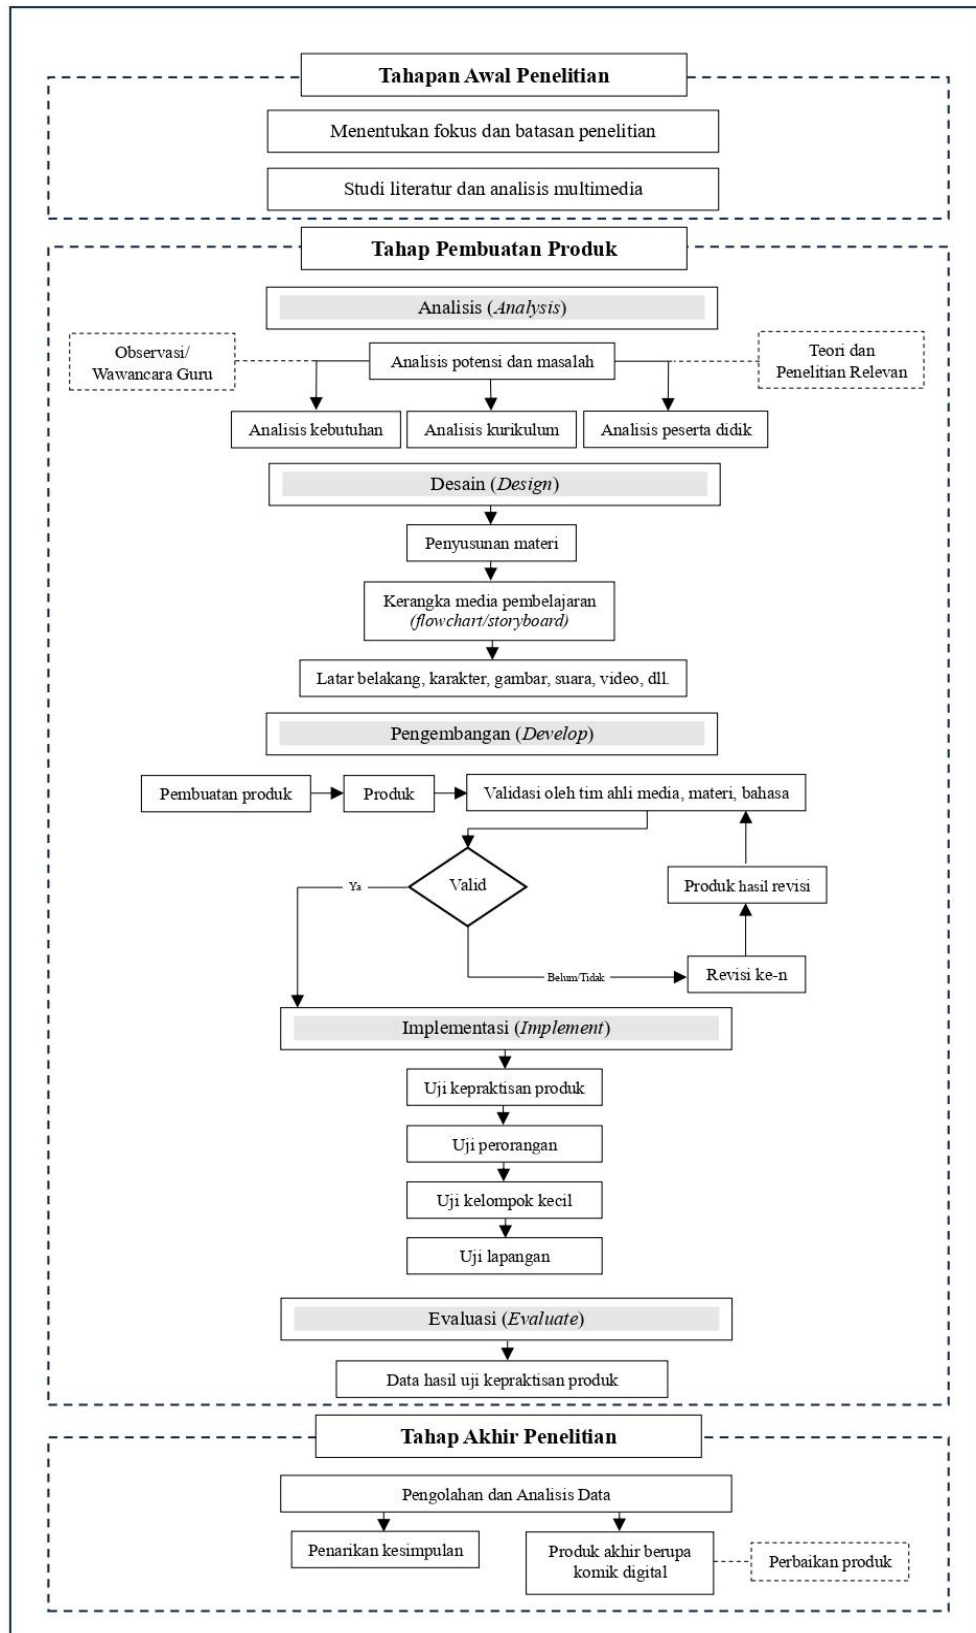 Tahapan Awal Penelitian
Menentukan fokus dan batasan penelitian
Studi literatur dan analisis multimedia
Tahap Pembuatan Produk
Analisis (Analysis)
Observasi/
Wawancara Guru
Analisis potensi dan masalah
Teori dan
Penelitian Relevan
Analisis kebutuhan
Analisis kurikulum
Analisis peserta didik
Desain (Design)
Penyusunan materi
Kerangka media pembelajaran
(flowchart/storyboard)
Latar belakang, karakter, gambar, suara, video, dll.
Pengembangan (Develop)
Pembuatan produk
Produk
Validasi oleh tim ahli media, materi, bahasa
Ya
Valid
Produk hasil revisi
Belum/Tidak
Revisi ke-n
Implementasi (Implement)
Uji kepraktisan produk
Uji perorangan
Uji kelompok kecil
Uji lapangan
Evaluasi (Evaluate)
Data hasil uji kepraktisan produk
Tahap Akhir Penelitian
Pengolahan dan Analisis Data
Penarikan kesimpulan
Produk akhir berupa
komik digital
Perbaikan produk